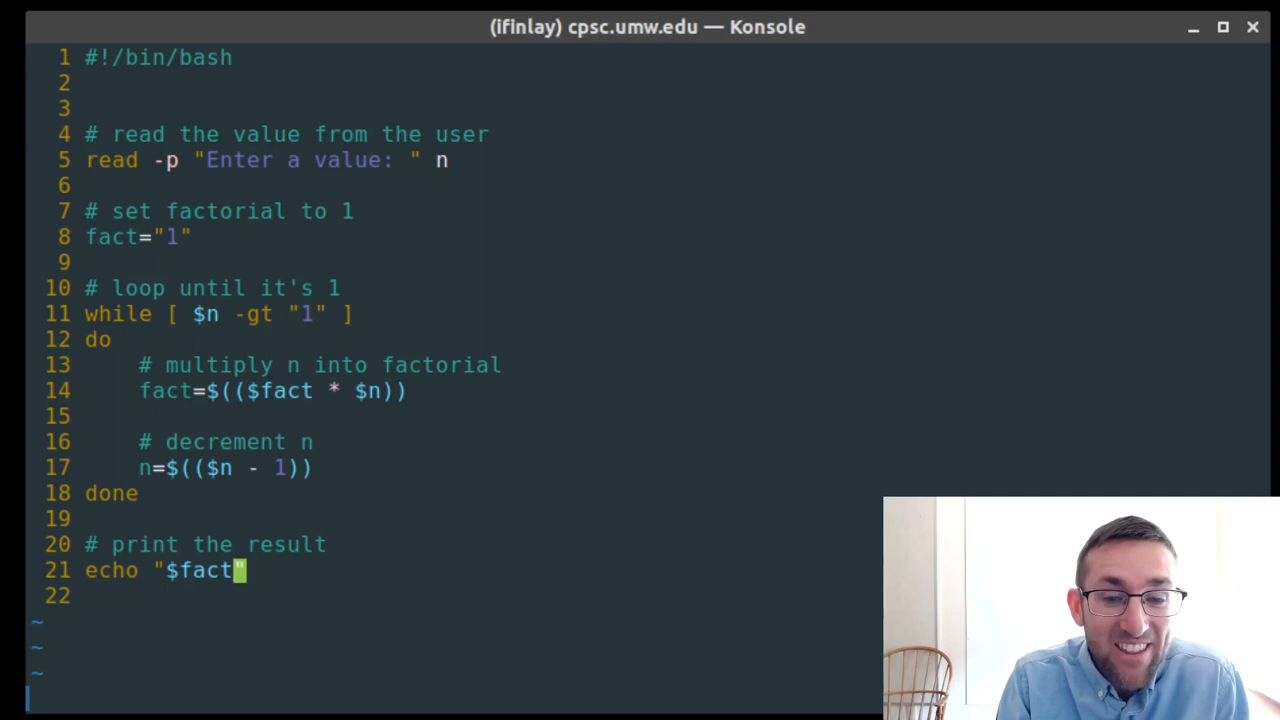 (ifinlay) cpsc.umw.edu — Konsole
1 #!/bin/bash
2
3
4 # read the value from the user
5 read -p "Enter a value: " n
6
7 # set factorial to 1
8 fact="1"
9
10 # loop until it's 1
11 while [ $n -gt "1" ]
12 do
13     # multiply n into factorial
14     fact=$(($fact * $n))
15
16     # decrement n
17     n=$(($n - 1))
18 done
19
20 # print the result
21 echo "$fact"
22
~
~
~